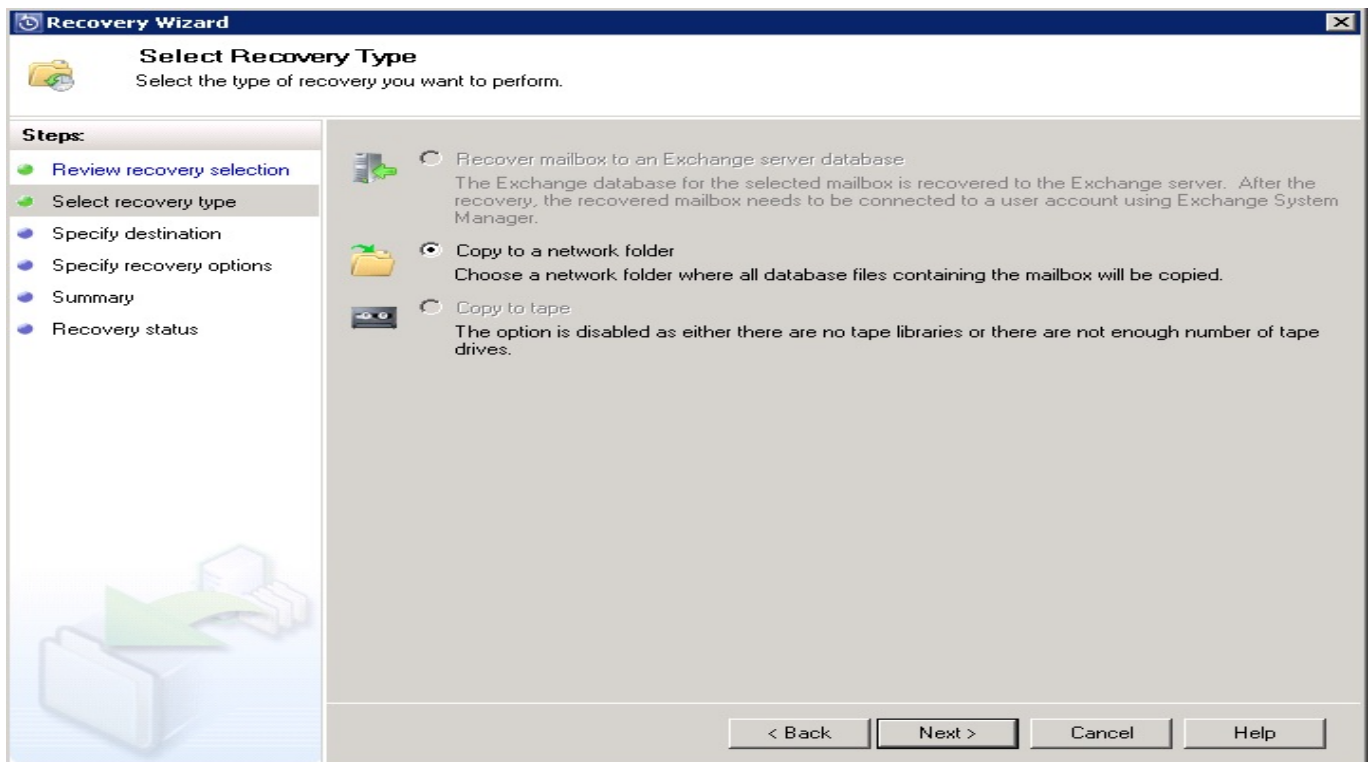 Recovery Wizard
Select Recovery Type
Select the type of recovery you want to perform.
Steps:
Review recovery selection
Select recovery type
Specify destination
Specify recovery options
Summary
Recovery status
Recover mailbox to an Exchange server database
The Exchange database for the selected mailbox is recovered to the Exchange server. After the
recovery, the recovered mailbox needs to be connected to a user account using Exchange System
Manager.
Copy to a network folder
Choose a network folder where all database files containing the mailbox will be copied.
Copy to tape
The option is disabled as either there are no tape libraries or there are not enough number of tape
drives.
< Back
Next >
Cancel
Help